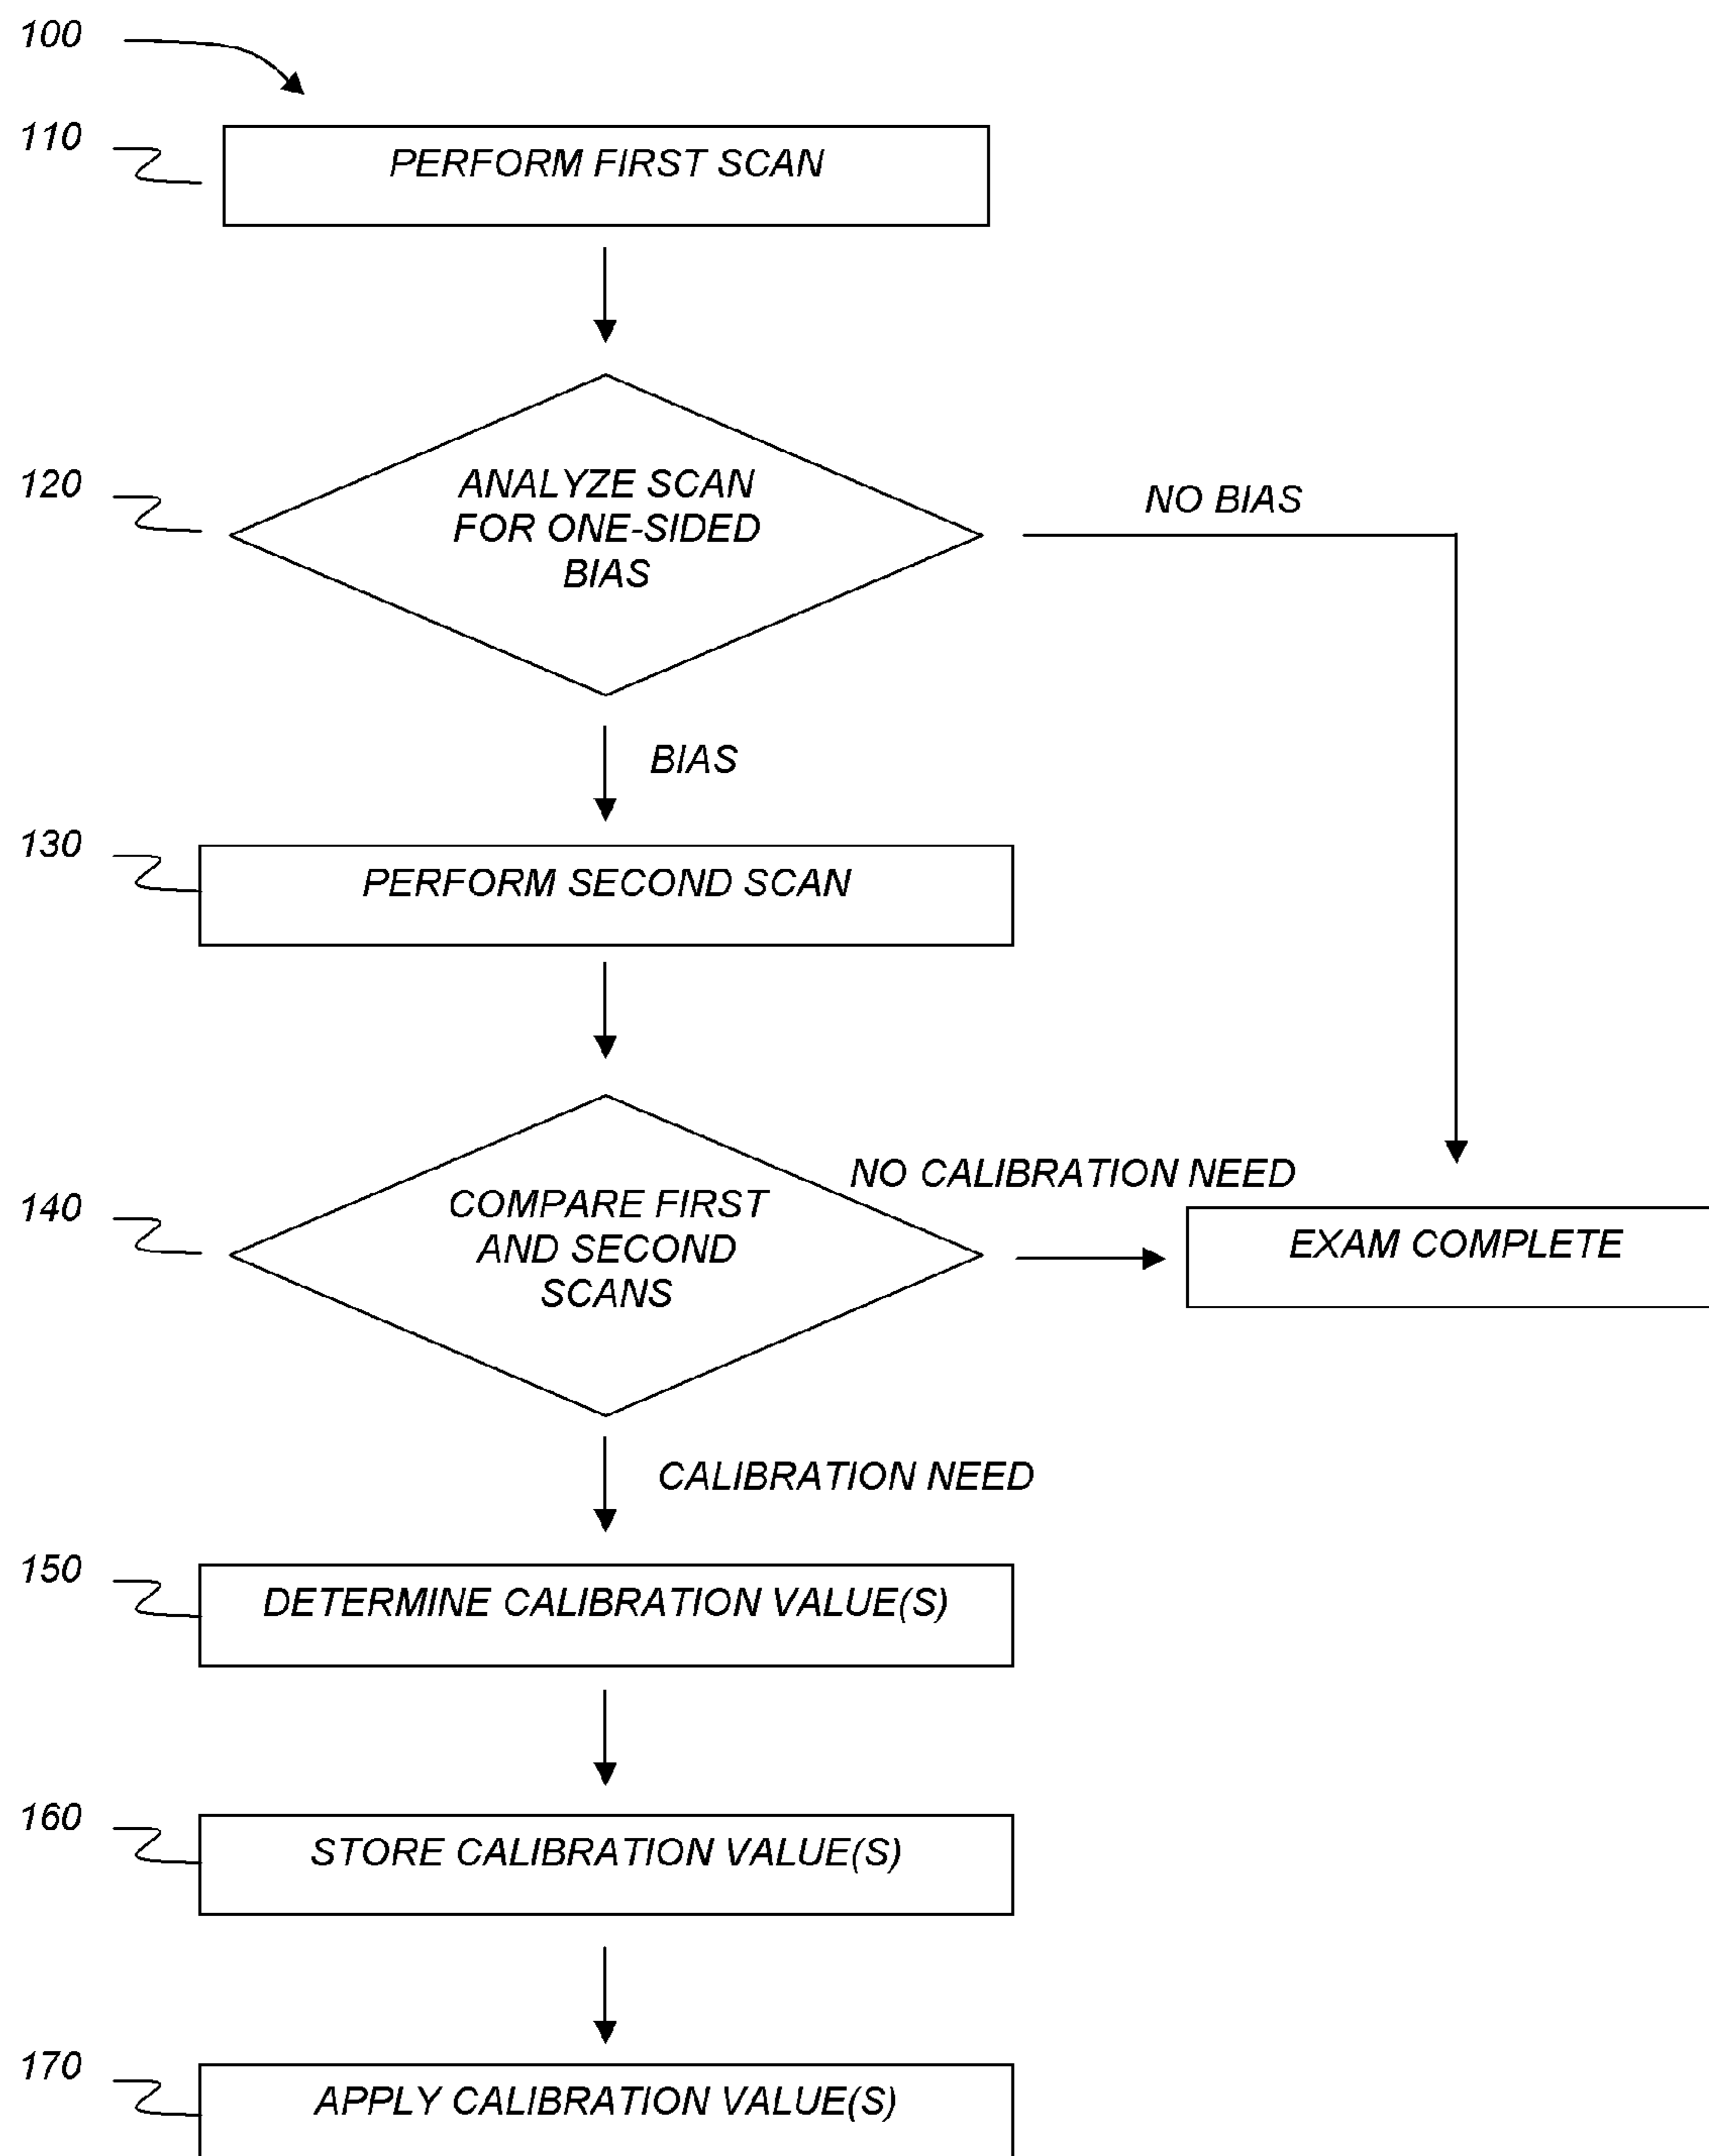 100
110
PERFORM FIRST SCAN
120
ANALYZE SCAN
FOR ONE-SIDED
BIAS
NO BIAS
BIAS
130
PERFORM SECOND SCAN
140
COMPARE FIRST
AND SECOND
SCANS
NO CALIBRATION NEED
EXAM COMPLETE
CALIBRATION NEED
150
DETERMINE CALIBRATION VALUE(S)
160
STORE CALIBRATION VALUE(S)
170
APPLY CALIBRATION VALUE(S)